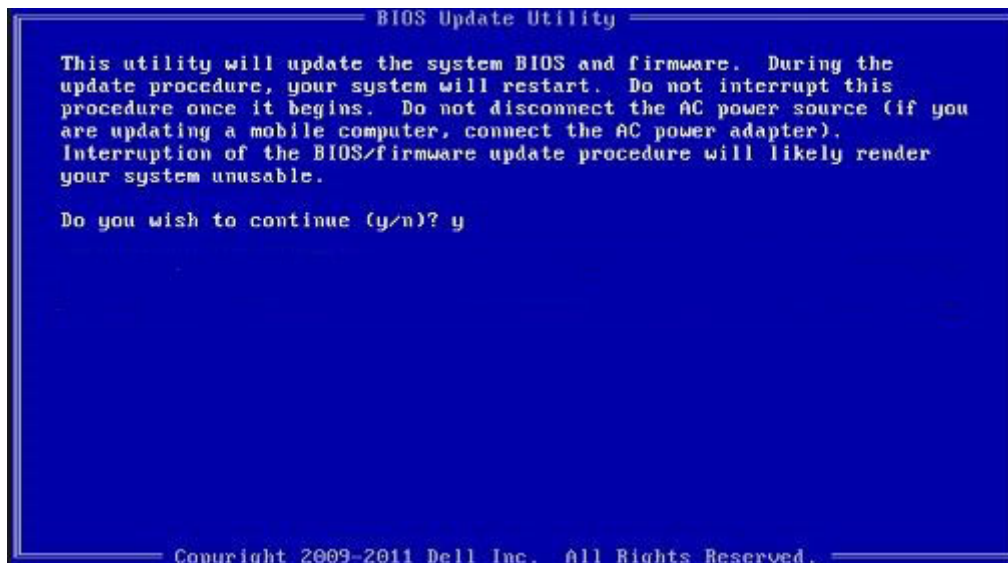 BIOS Update Utility
This utility will update the system BIOS and firmware. During the
update procedure, your system will restart. Do not interrupt this
procedure once it begins. Do not disconnect the AC power source (if you
are updating a mobile computer, connect the AC power adapter).
Interruption of the BIOS/firmware update procedure will likely render
your system unusable.
Do you wish to continue (y/n)? y
Copyright 2009-2011 Dell Inc. All Rights Reserved.